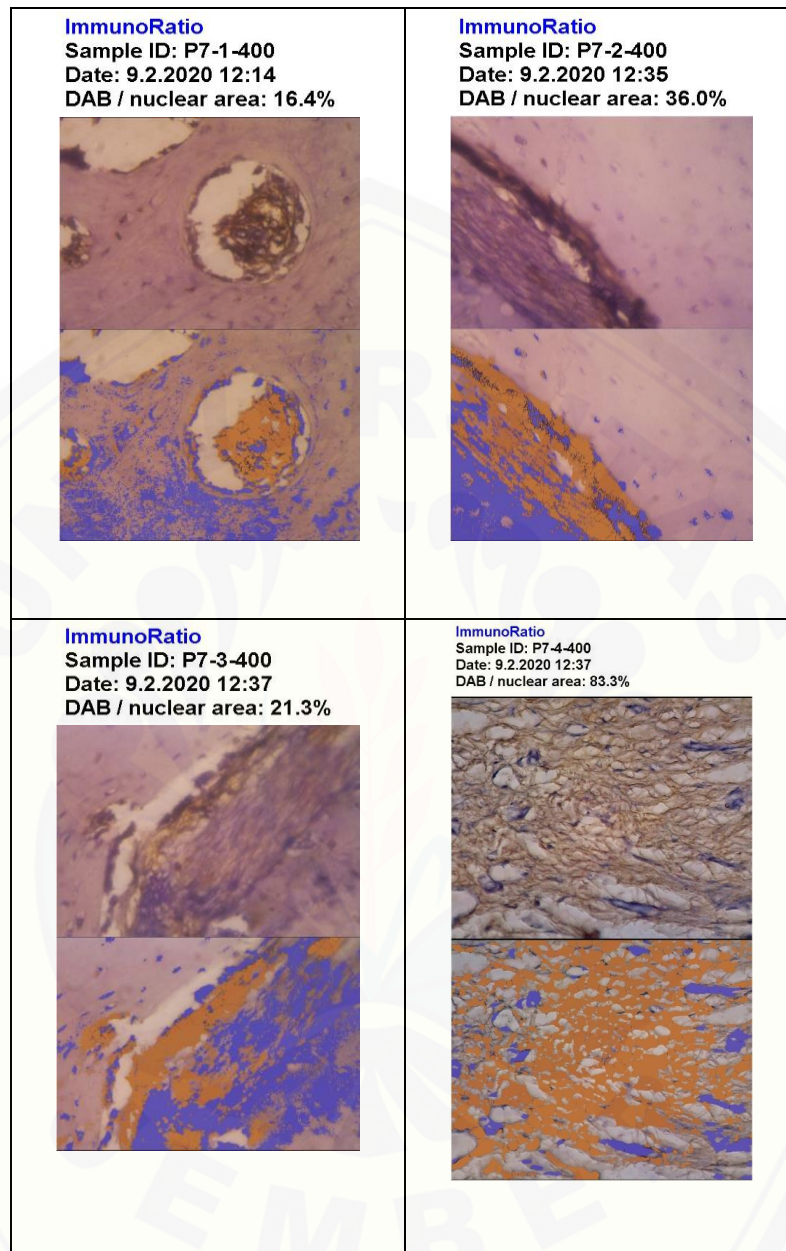 ImmunoRatio
Sample ID: P7-1-400
Date: 9.2.2020 12:14
DAB / nuclear area: 16.4%
ImmunoRatio
Sample ID: P7-2-400
Date: 9.2.2020 12:35
DAB / nuclear area: 36.0%
ImmunoRatio
Sample ID: P7-3-400
Date: 9.2.2020 12:37
DAB / nuclear area: 21.3%
ImmunoRatio
Sample ID: P7-4-400
Date: 9.2.2020 12:37
DAB / nuclear area: 83.3%